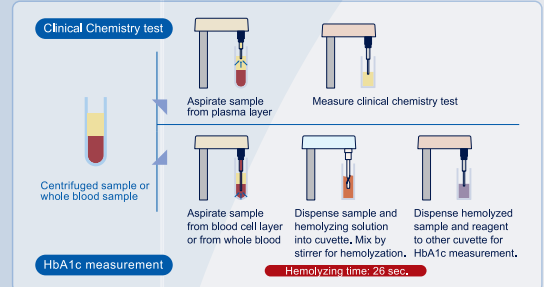 Clinical Chemistry test
Aspirate sample
from plasma layer
Measure clinical chemistry test
Centrifuged sample or
whole blood sample
Aspirate sample
from blood cell layer
or from whole blood
Dispense sample and
hemolyzing solution
into cuvette. Mix by
stirrer for hemolyzation.
Dispense hemolyzed
sample and reagent
to other cuvette for
HbA1c measurement.
HbA1c measurement
Hemolyzing time: 26 sec.